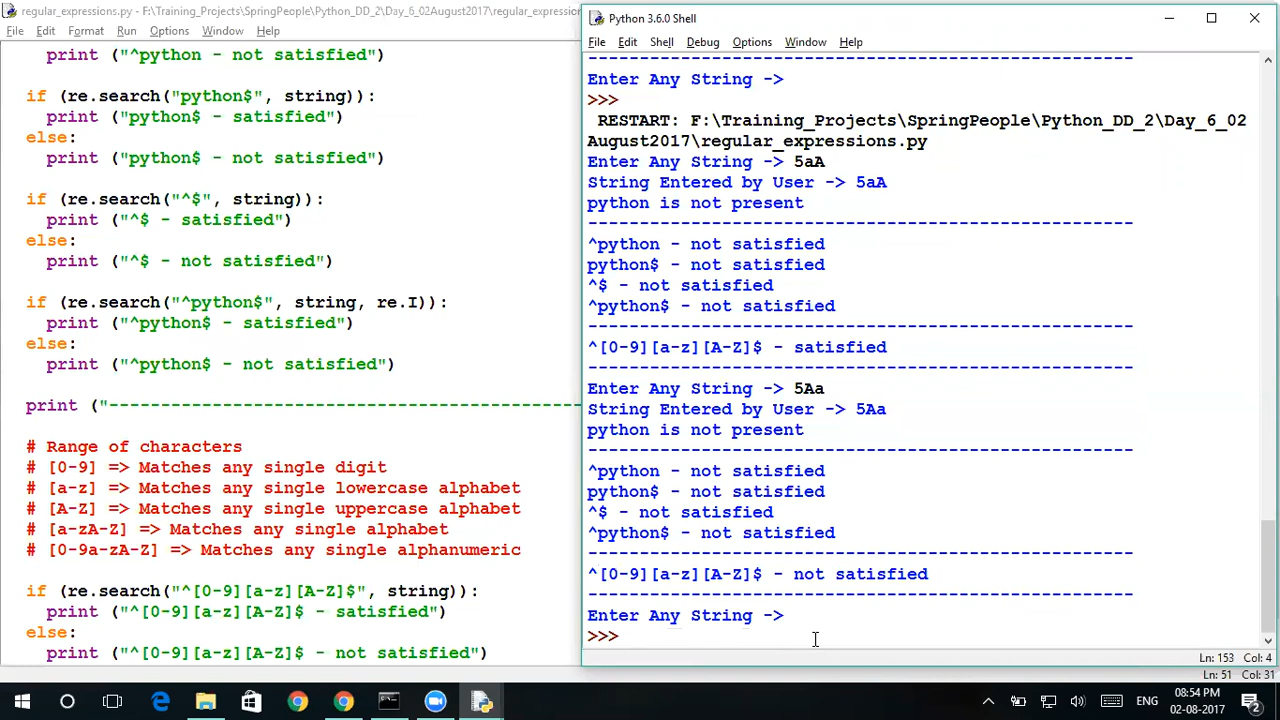 regular_expressions.py - F:\Training_Projects\SpringPeople\Python_DD_2\Day_6_02August2017\regular_expression
File Edit Format Run Options Window Help
print ("^python - not satisfied")
if (re.search("python$", string)):
print ("python$ - satisfied")
else:
print ("python$ - not satisfied")
if (re.search("^$", string)):
print ("^$ - satisfied")
else:
print ("^$ - not satisfied")
if (re.search("^python$", string, re.I)):
print ("^python$ - satisfied")
else:
print ("^python$ - not satisfied")
print ("----------------------------------------------
# Range of characters
# [0-9] => Matches any single digit
# [a-z] => Matches any single lowercase alphabet
# [A-Z] => Matches any single uppercase alphabet
# [a-zA-Z] => Matches any single alphabet
# [0-9a-zA-Z] => Matches any single alphanumeric
if (re.search("^[0-9][a-z][A-Z]$", string)):
print ("^[0-9][a-z][A-Z]$ - satisfied")
else:
print ("^[0-9][a-z][A-Z]$ - not satisfied")
Python 3.6.0 Shell
File Edit Shell Debug Options Window Help
-----------------------------------------------------
Enter Any String ->
>>>
RESTART: F:\Training_Projects\SpringPeople\Python_DD_2\Day_6_02
August2017\regular_expressions.py
Enter Any String -> 5aA
String Entered by User -> 5aA
python is not present
-----------------------------------------------------
^python - not satisfied
python$ - not satisfied
^$ - not satisfied
^python$ - not satisfied
-----------------------------------------------------
^[0-9][a-z][A-Z]$ - satisfied
-----------------------------------------------------
Enter Any String -> 5Aa
String Entered by User -> 5Aa
python is not present
-----------------------------------------------------
^python - not satisfied
python$ - not satisfied
^$ - not satisfied
^python$ - not satisfied
-----------------------------------------------------
^[0-9][a-z][A-Z]$ - not satisfied
-----------------------------------------------------
Enter Any String ->
>>>
Ln: 153 Col: 4
Ln: 51 Col: 31
ENG
08:54 PM
02-08-2017
2